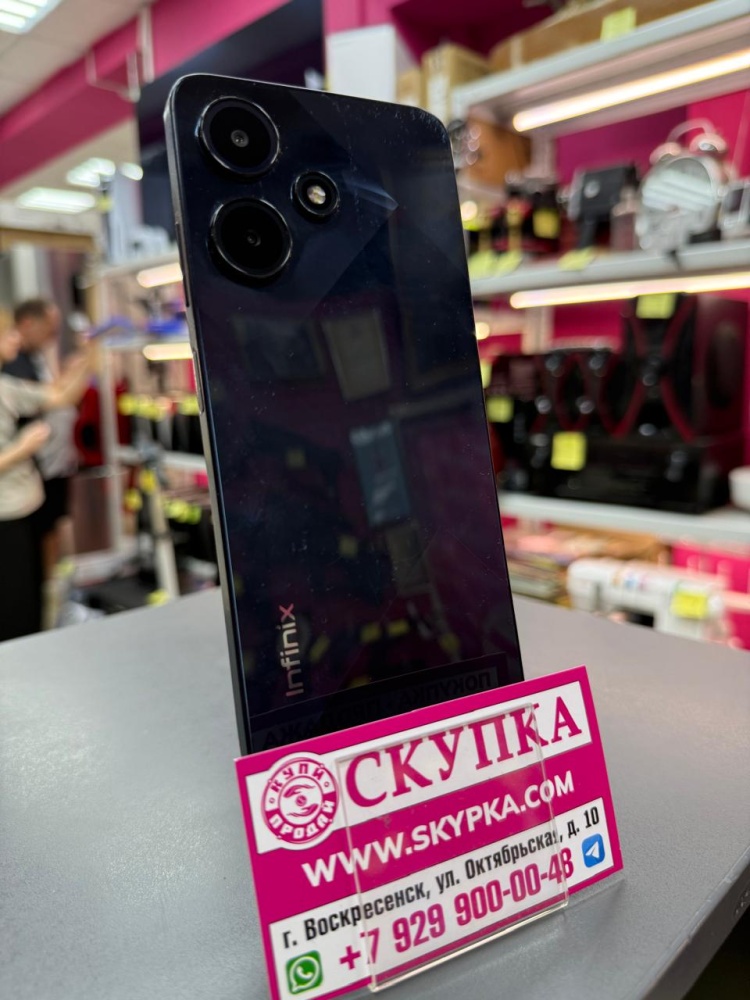 Infinix
СКУПКА
КУПИ
ПРОДАЙ
WWW.SKYPKA.COM
г. Воскресенск, ул. Октябрьская, д. 10
+7 929 900-00-48